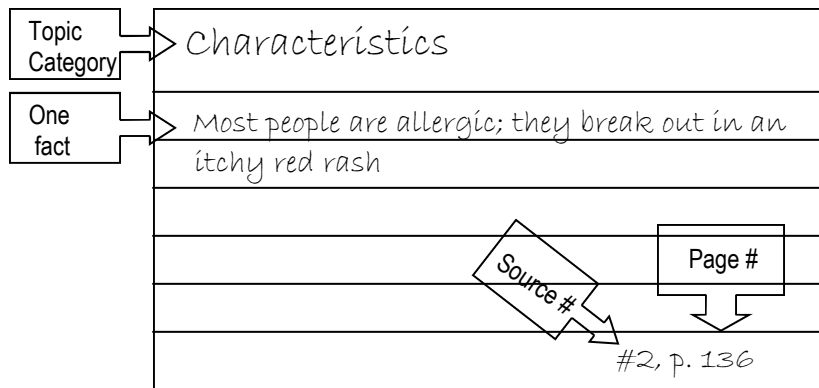 Topic
Category
Characteristics
One
fact
Most people are allergic; they break out in an
itchy red rash
Source #
Page #
#2, p. 136